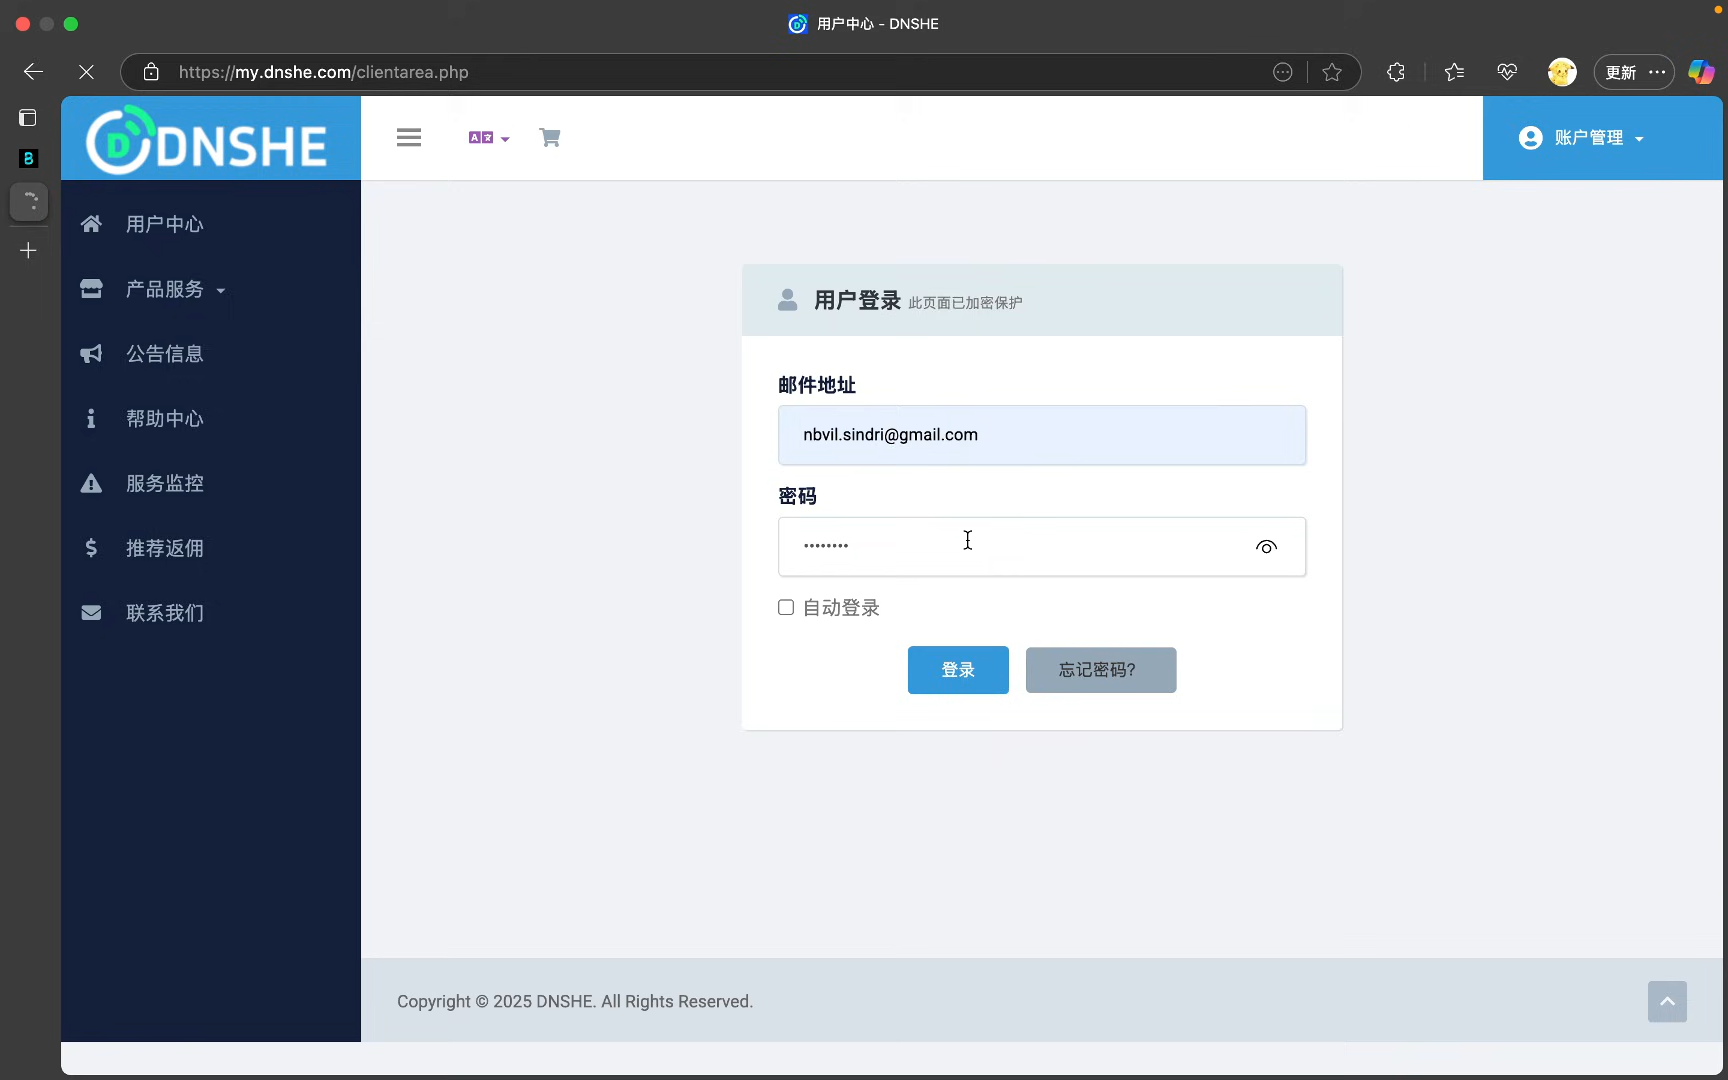 用户中心 - DNSHE
https://my.dnshe.com/clientarea.php
更新
B
DNSHE
账户管理
用户中心
产品服务
公告信息
帮助中心
服务监控
推荐返佣
联系我们
用户登录 此页面已加密保护
邮件地址
nbvil.sindri@gmail.com
密码
自动登录
登录
忘记密码?
Copyright © 2025 DNSHE. All Rights Reserved.